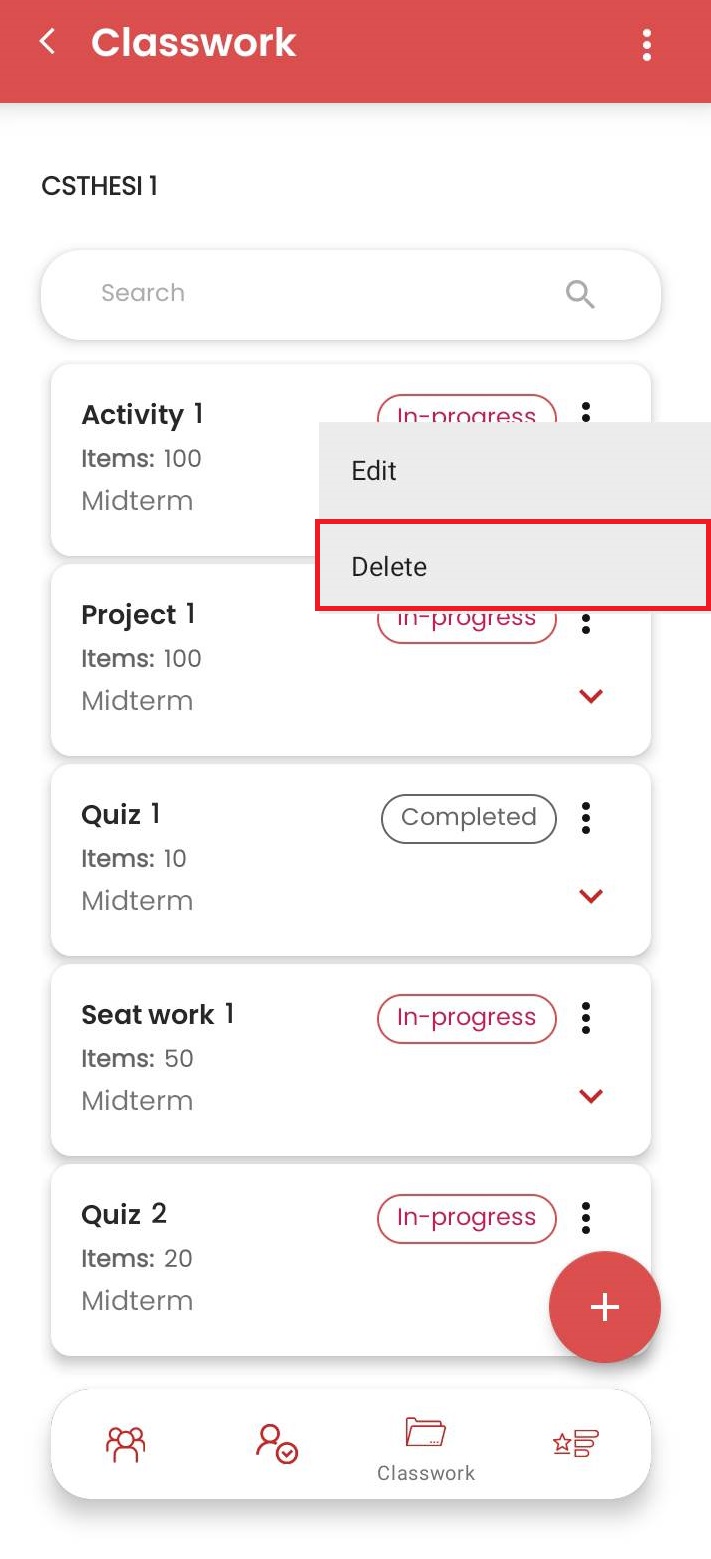 Classwork
CSTHESI 1
Search
Activity 1
In-progress
Items: 100
Midterm
Edit
Delete
Project 1
In-progress
Items: 100
Midterm
Quiz 1
Completed
Items: 10
Midterm
Seat work 1
In-progress
Items: 50
Midterm
Quiz 2
In-progress
Items: 20
Midterm
Classwork